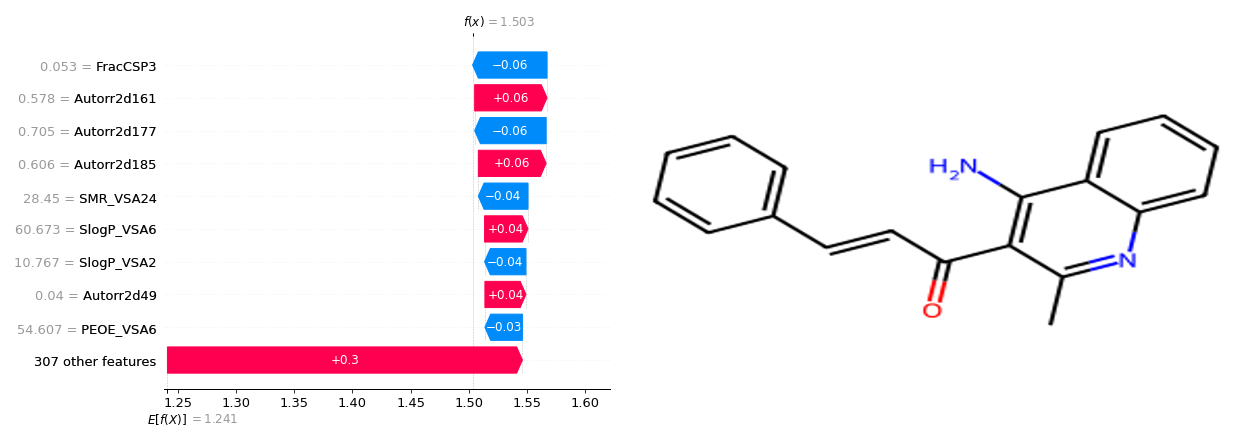 f(x) = 1.503
0.053 = FracCSP3
−0.06
0.578 = Autorr2d161
+0.06
0.705 = Autorr2d177
−0.06
0.606 = Autorr2d185
+0.06
28.45 = SMR_VSA24
−0.04
60.673 = SlogP_VSA6
+0.04
10.767 = SlogP_VSA2
−0.04
0.04 = Autorr2d49
+0.04
54.607 = PEOE_VSA6
−0.03
307 other features
+0.3
1.25 1.30 1.35 1.40 1.45 1.50 1.55 1.60
E[f(X)] = 1.241
H2N
N
O